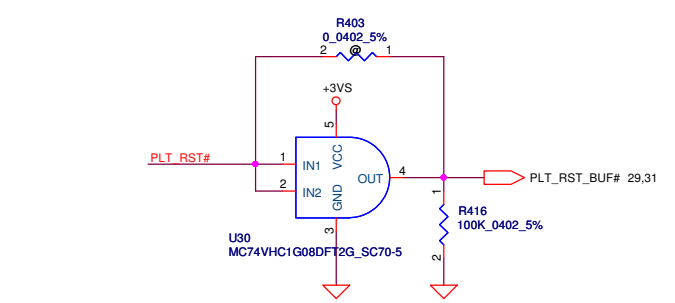 R403
0_0402_5%
2 @ 1
+3VS
5
PLT_RST#
1 IN1 VCC
OUT 4
PLT_RST_BUF# 29,31
2 IN2 GND
1
3
R416
100K_0402_5%
2
U30
MC74VHC1G08DFT2G_SC70-5